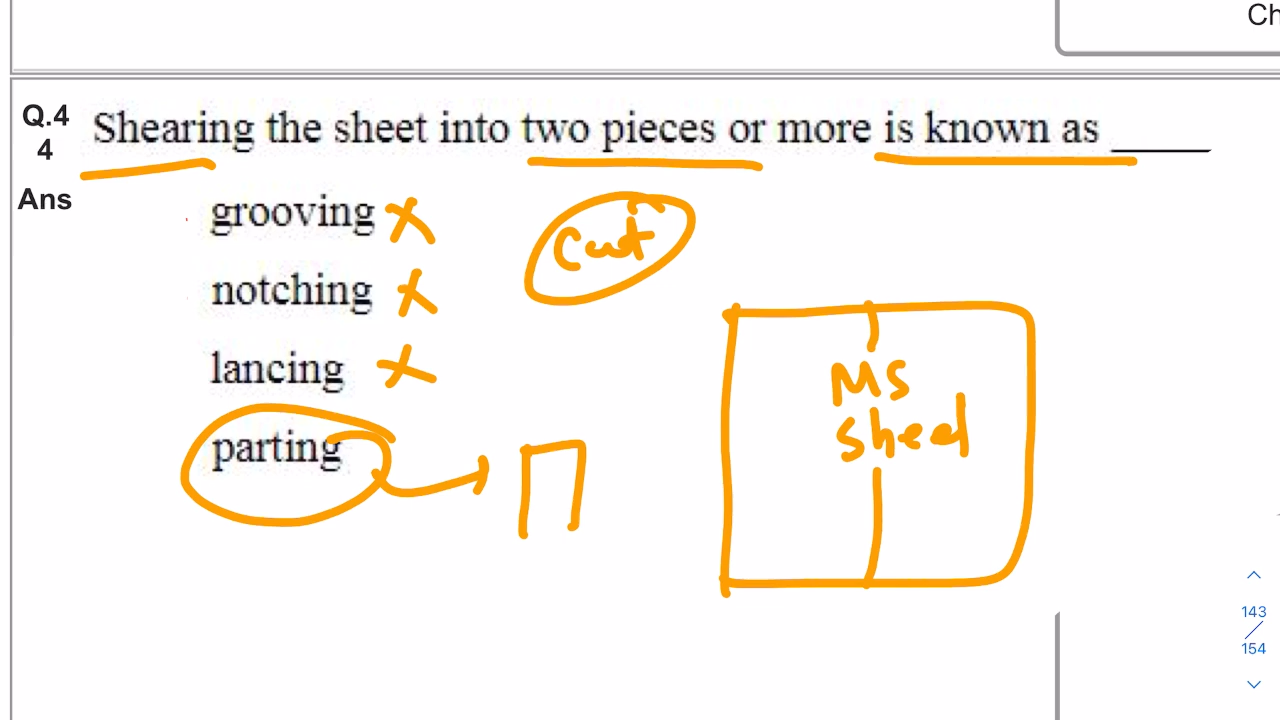 Ch
Q.4
4
Shearing the sheet into two pieces or more is known as _____
Ans
grooving
notching
lancing
parting
Cut
MS
Sheet
143
/
154